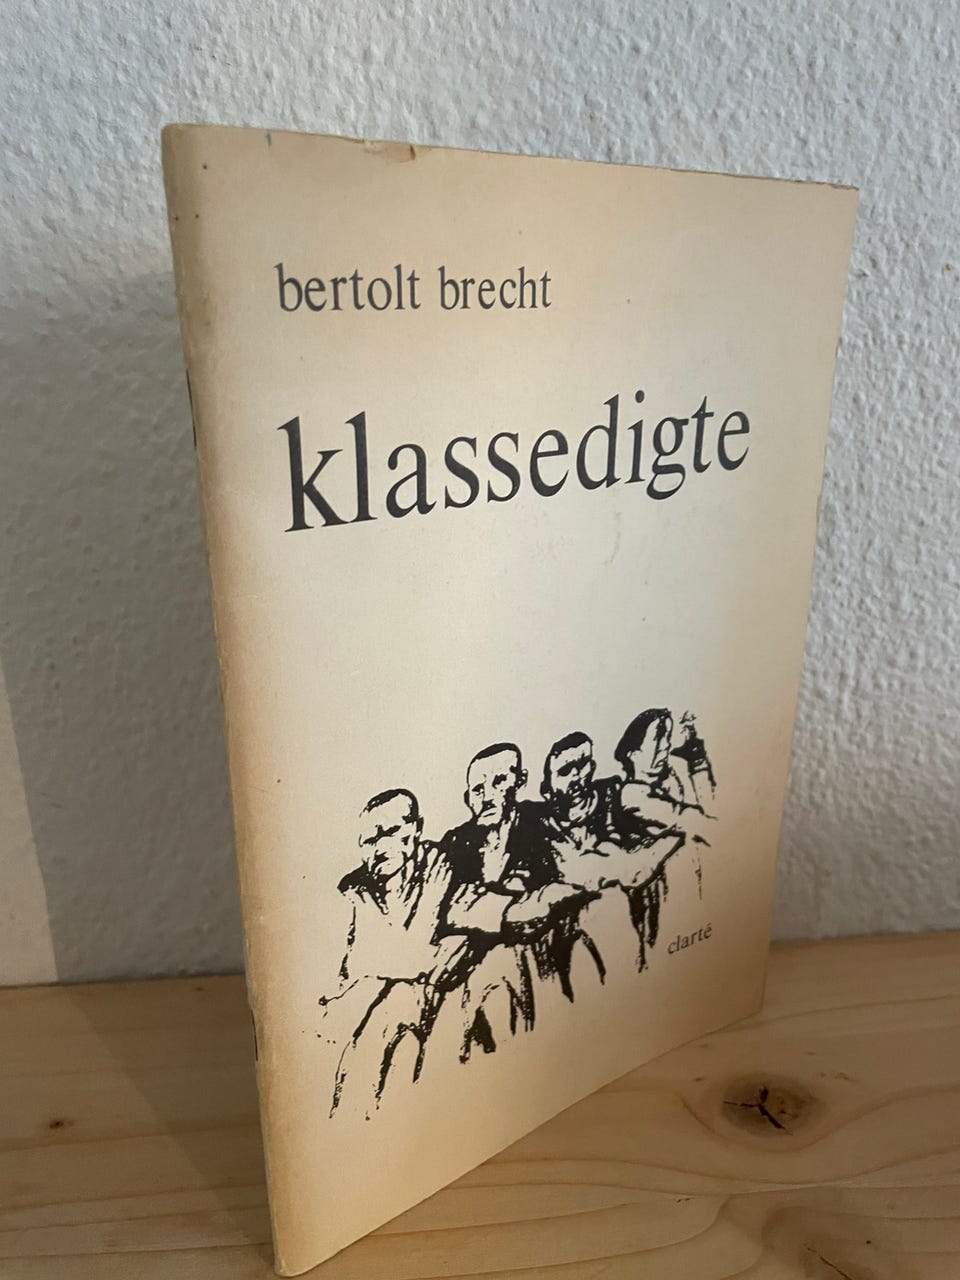 bertolt brecht
klassedigte
clarté